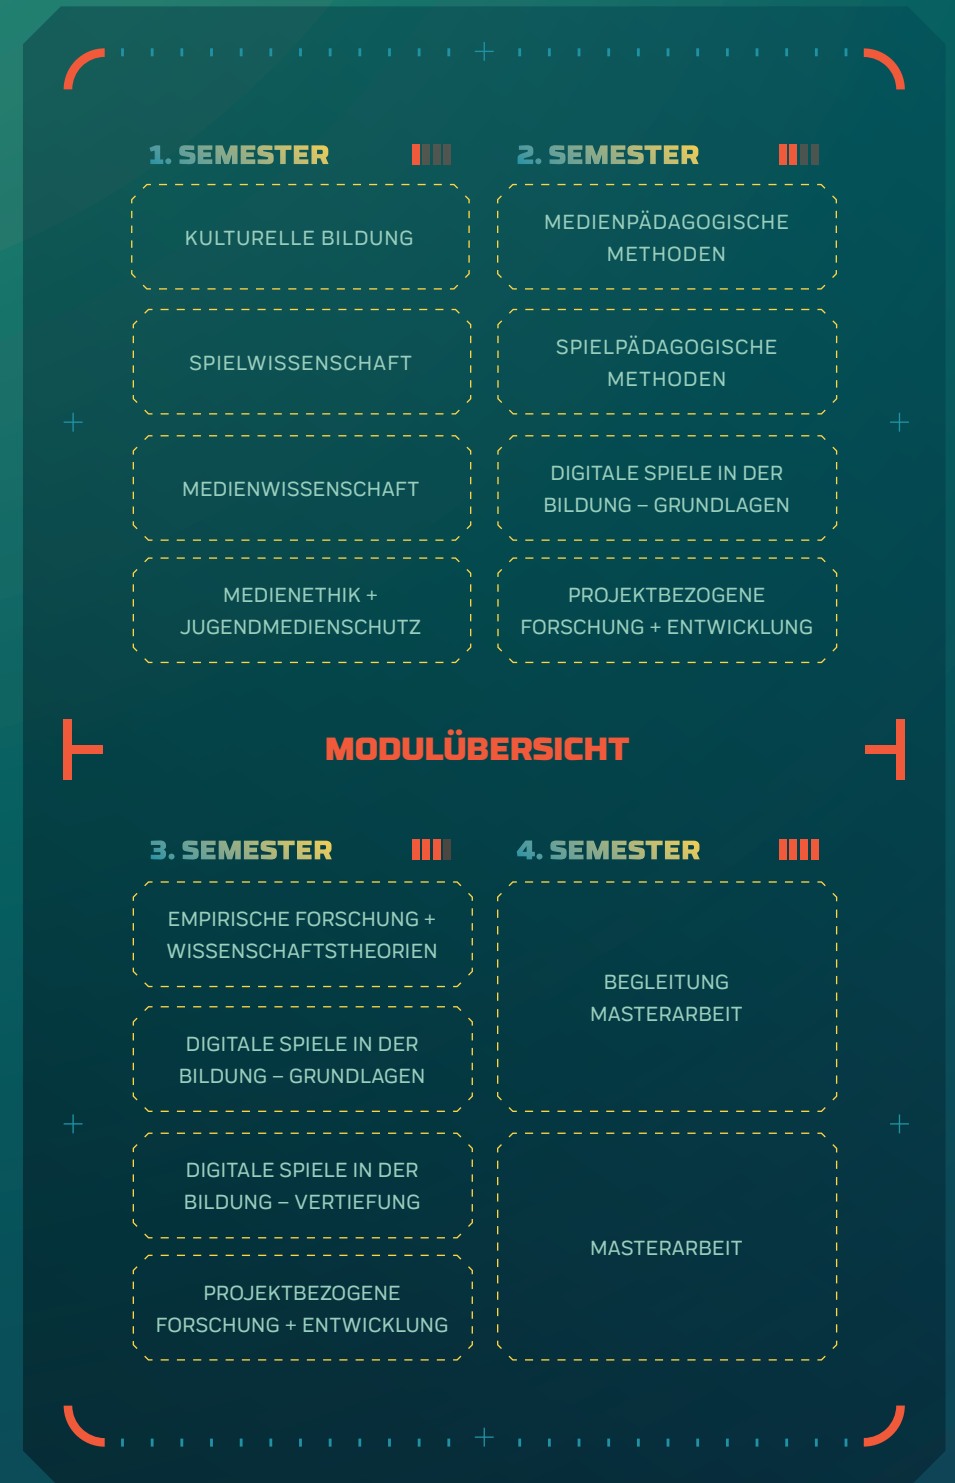 1. SEMESTER
KULTURELLE BILDUNG
SPIELWISSENSCHAFT
MEDIENWISSENSCHAFT
MEDIENETHIK +
JUGENDMEDIENSCHUTZ
2. SEMESTER
MEDIENPÄDAGOGISCHE
METHODEN
SPIELPÄDAGOGISCHE
METHODEN
DIGITALE SPIELE IN DER
BILDUNG – GRUNDLAGEN
PROJEKTBEZOGENE
FORSCHUNG + ENTWICKLUNG
MODULÜBERSICHT
3. SEMESTER
EMPIRISCHE FORSCHUNG +
WISSENSCHAFTSTHEORIEN
DIGITALE SPIELE IN DER
BILDUNG – GRUNDLAGEN
DIGITALE SPIELE IN DER
BILDUNG – VERTIEFUNG
PROJEKTBEZOGENE
FORSCHUNG + ENTWICKLUNG
4. SEMESTER
BEGLEITUNG
MASTERARBEIT
MASTERARBEIT